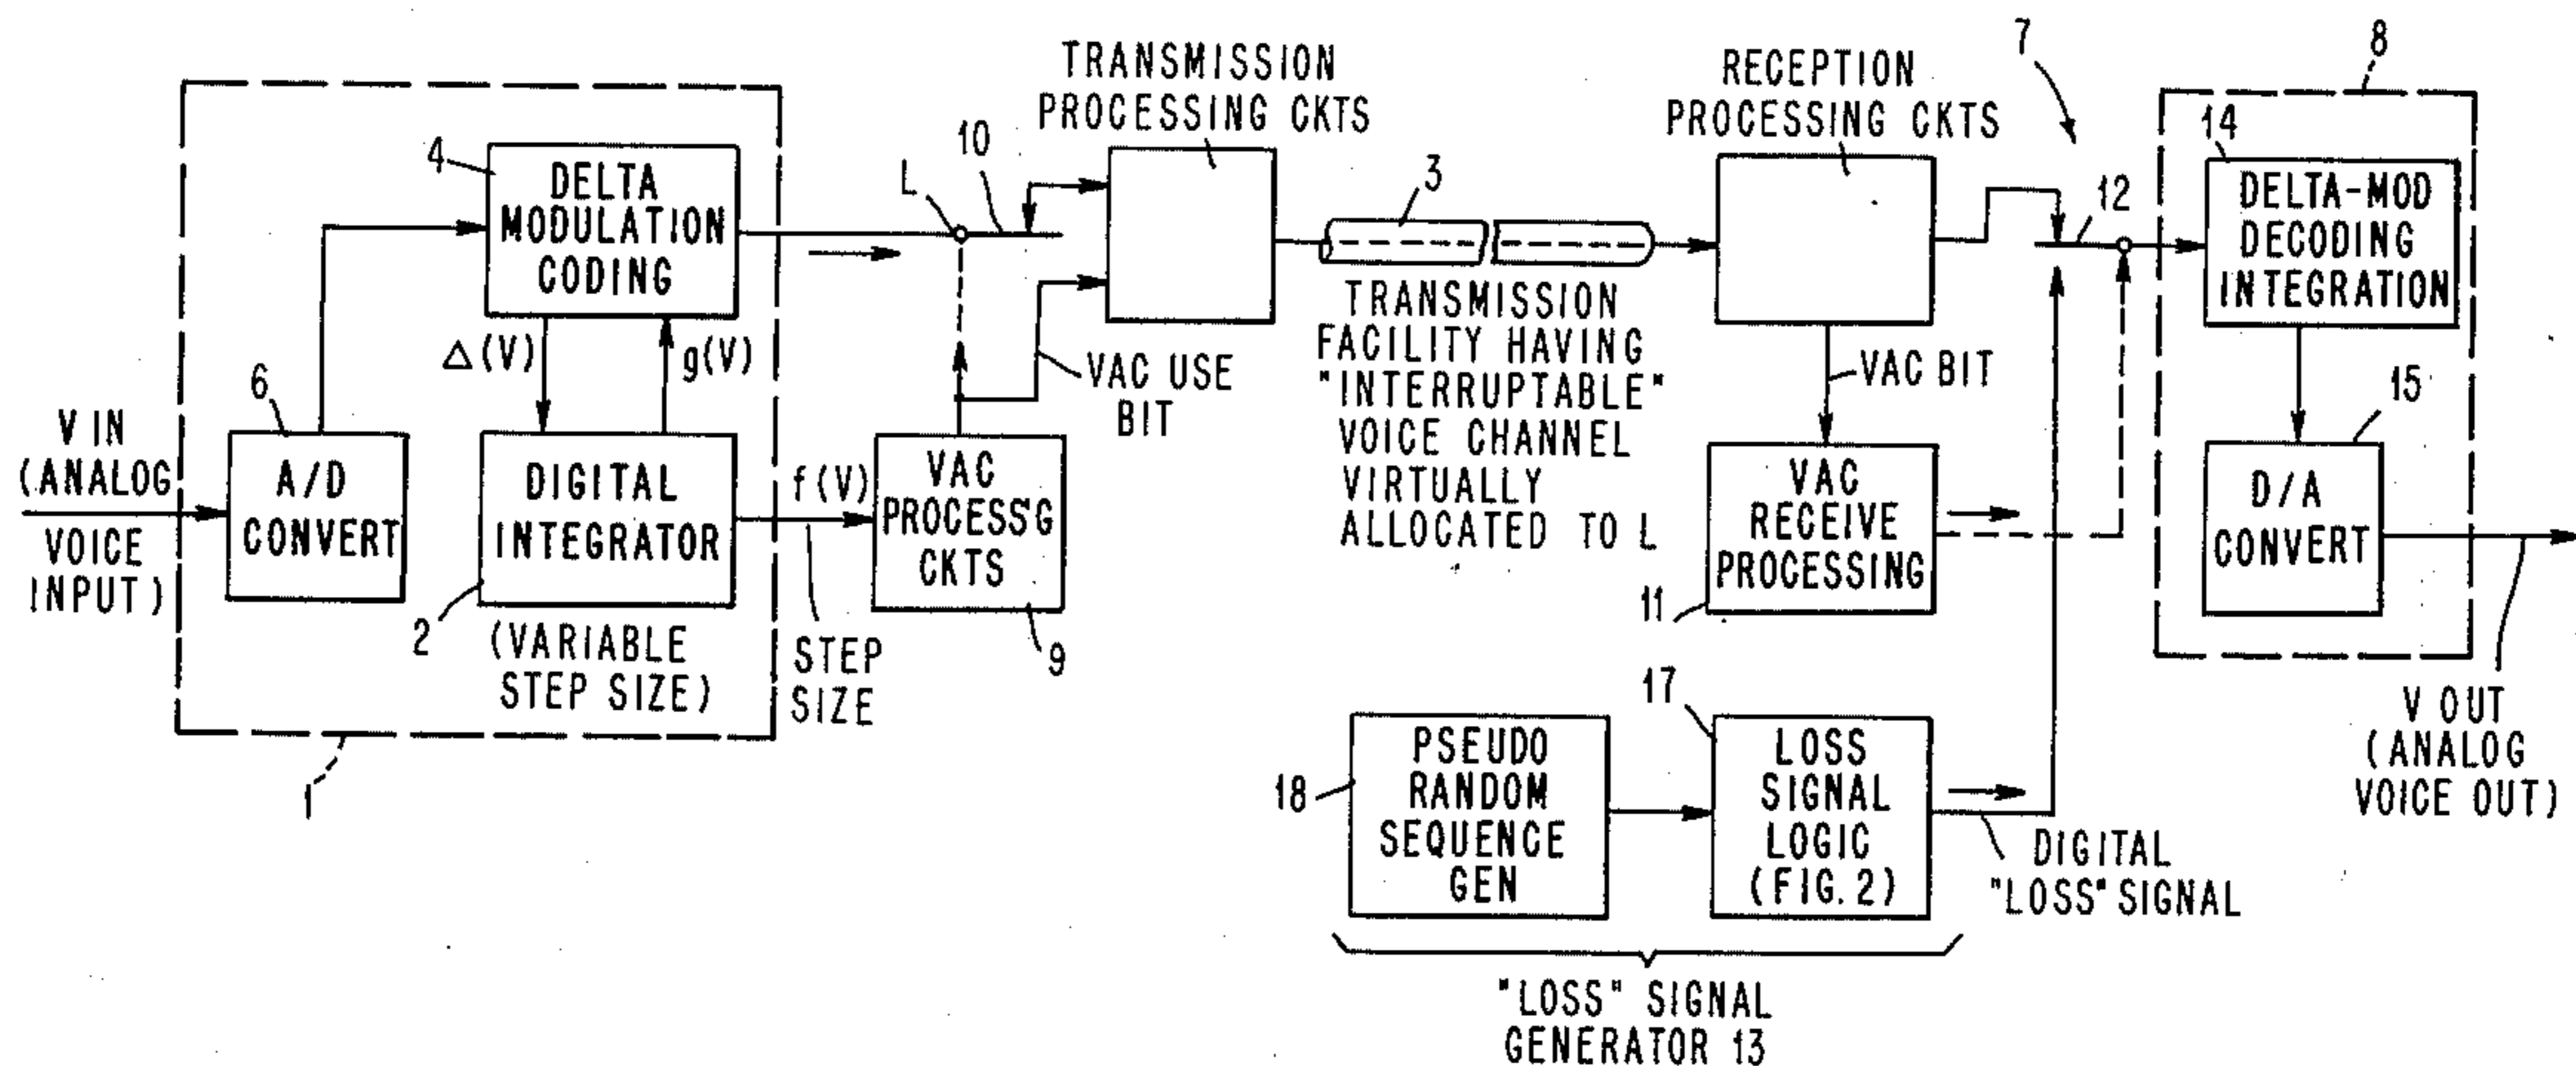 V IN
(ANALOG
VOICE
INPUT)
6
A/D
CONVERT
1
4
DELTA
MODULATION
CODING
△(V)
g(V)
DIGITAL
INTEGRATOR
2
(VARIABLE
STEP SIZE)
f(V)
STEP
SIZE
VAC
PROCESS'G
CKTS
9
L
10
VAC USE
BIT
TRANSMISSION
PROCESSING CKTS
3
TRANSMISSION
FACILITY HAVING
"INTERRUPTABLE"
VOICE CHANNEL
VIRTUALLY
ALLOCATED TO L
RECEPTION
PROCESSING CKTS
VAC BIT
VAC
RECEIVE
PROCESSING
11
7
12
8
14
DELTA-MOD
DECODING
INTEGRATION
15
D/A
CONVERT
V OUT
(ANALOG
VOICE OUT)
18
PSEUDO
RANDOM
SEQUENCE
GEN
17
LOSS
SIGNAL
LOGIC
(FIG. 2)
DIGITAL
"LOSS" SIGNAL
"LOSS" SIGNAL
GENERATOR 13